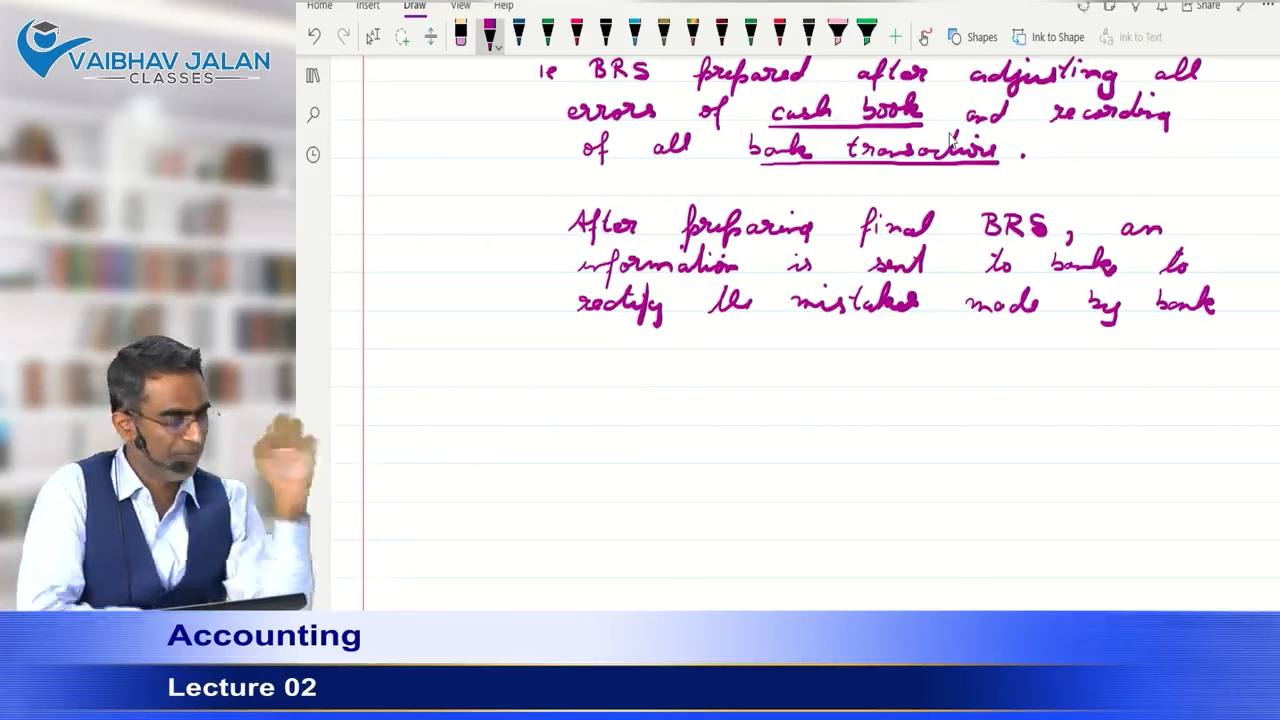 Home Insert Draw View Help Share
Shapes Ink to Shape Ink to Text
VAIBHAV JALAN
CLASSES
ie BRS prepared after adjusting all
errors of cash book and recording
of all bank transactions.
After preparing final BRS, an
information is sent to bank to
rectify the mistakes made by bank
Accounting
Lecture 02